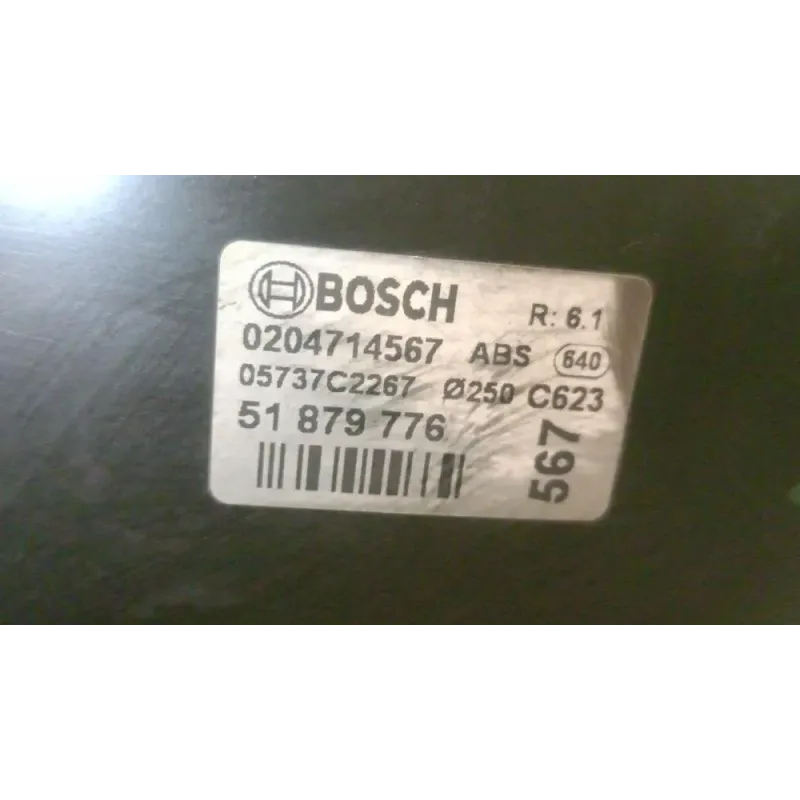 BOSCH R: 6.1
0204714567 ABS 640
05737C2267 Ø250 C623
51 879 776
567